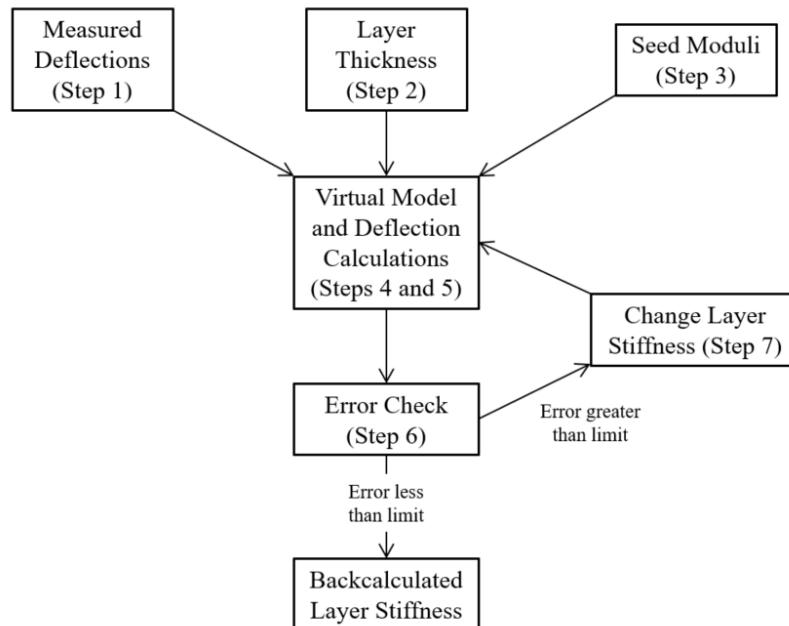 Measured
Deflections
(Step 1)
Layer
Thickness
(Step 2)
Seed Moduli
(Step 3)
Virtual Model
and Deflection
Calculations
(Steps 4 and 5)
Change Layer
Stiffness (Step 7)
Error Check
(Step 6)
Error greater
than limit
Error less
than limit
Backcalculated
Layer Stiffness